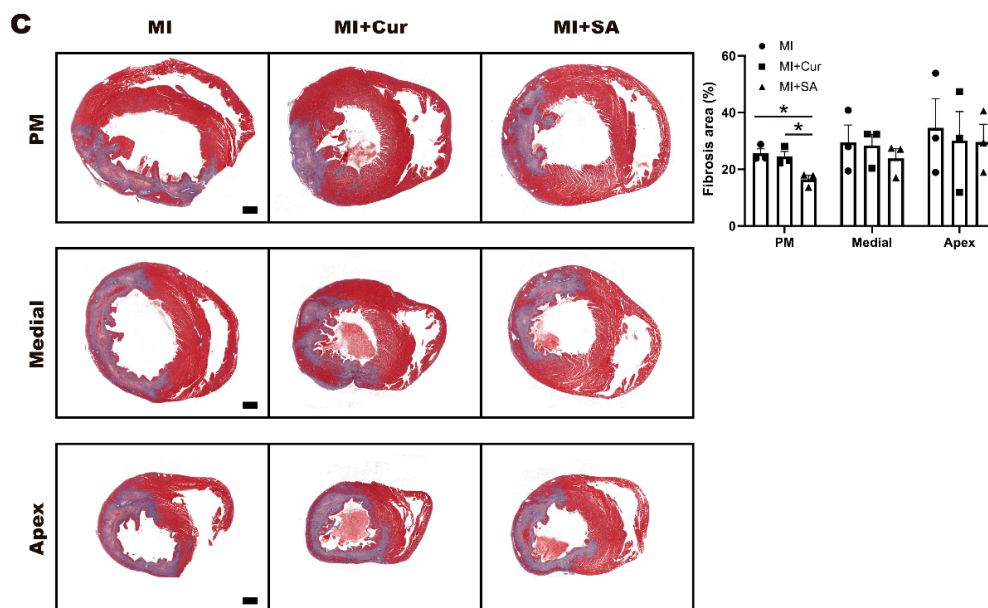 C
MI
MI+Cur
MI+SA
PM
Medial
Apex
MI
MI+Cur
MI+SA
Fibrosis area (%)
60
40
20
0
*
*
PM
Medial
Apex